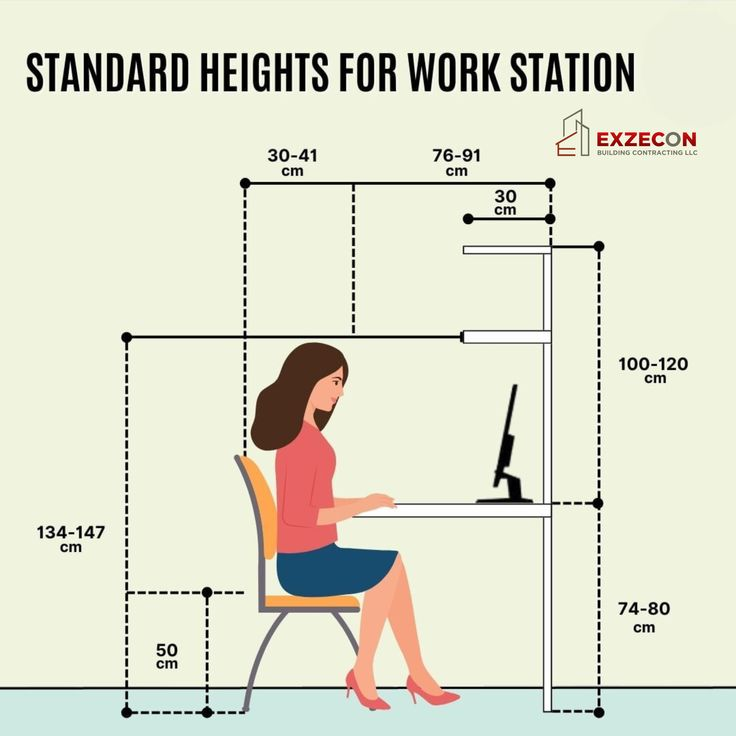 STANDARD HEIGHTS FOR WORK STATION
EXZECON
BUILDING CONTRACTING LLC
30-41
cm
76-91
cm
30
cm
100-120
cm
134-147
cm
74-80
cm
50
cm